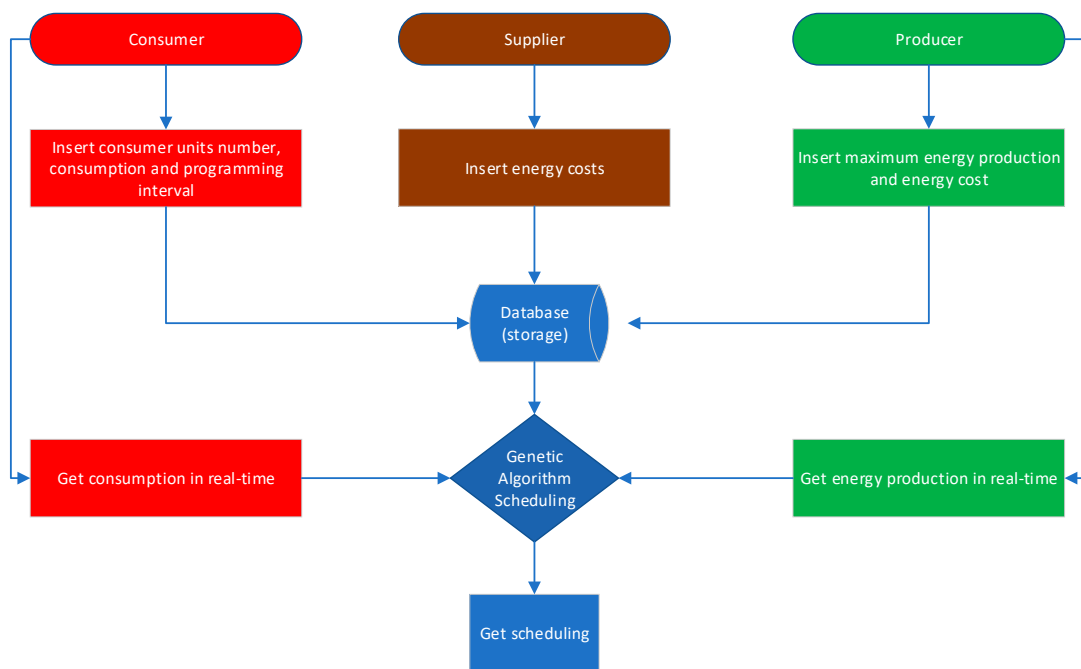 Consumer
Supplier
Producer
Insert consumer units number,
consumption and programming
interval
Insert energy costs
Insert maximum energy production
and energy cost
Database
(storage)
Get consumption in real-time
Genetic
Algorithm
Scheduling
Get energy production in real-time
Get scheduling